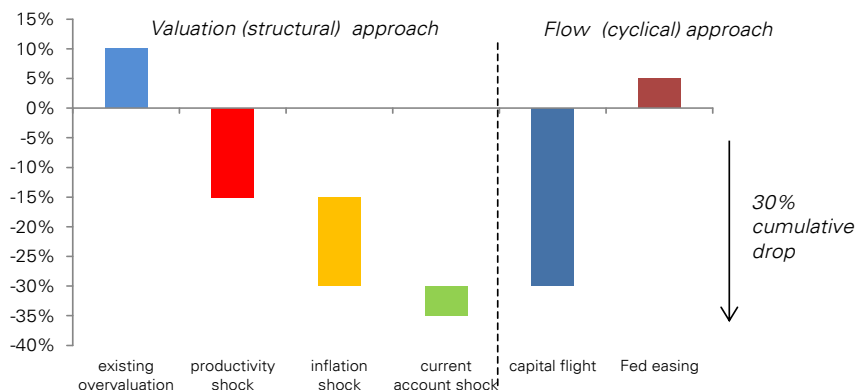 Valuation (structural) approach
Flow (cyclical) approach
15%
10%
5%
0%
-5%
-10%
-15%
-20%
-25%
-30%
-35%
-40%
30%
cumulative
drop
existing
overvaluation
productivity
shock
inflation
shock
current
account shock
capital flight
Fed easing